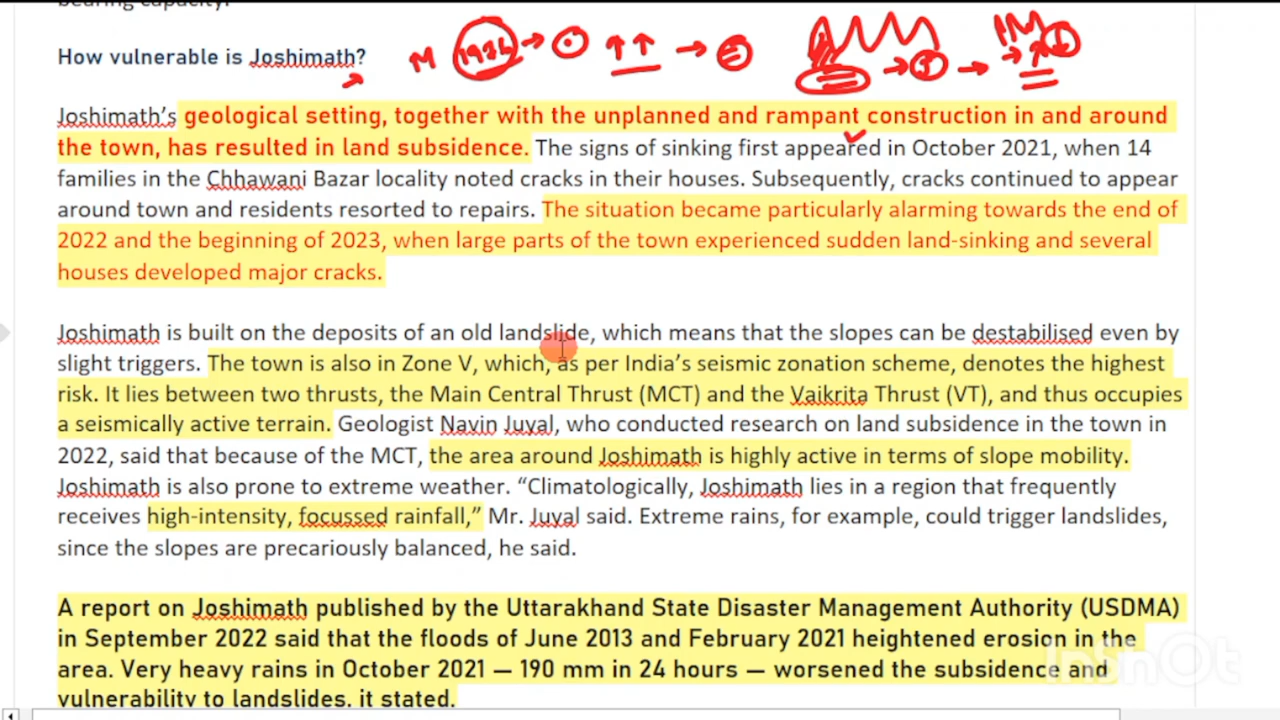 bearing capacity.
How vulnerable is Joshimath?
M 1976
Joshimath's geological setting, together with the unplanned and rampant construction in and around
the town, has resulted in land subsidence. The signs of sinking first appeared in October 2021, when 14
families in the Chhawani Bazar locality noted cracks in their houses. Subsequently, cracks continued to appear
around town and residents resorted to repairs. The situation became particularly alarming towards the end of
2022 and the beginning of 2023, when large parts of the town experienced sudden land-sinking and several
houses developed major cracks.
Joshimath is built on the deposits of an old landslide, which means that the slopes can be destabilised even by
slight triggers. The town is also in Zone V, which, as per India's seismic zonation scheme, denotes the highest
risk. It lies between two thrusts, the Main Central Thrust (MCT) and the Vaikrita Thrust (VT), and thus occupies
a seismically active terrain. Geologist Navin Juyal, who conducted research on land subsidence in the town in
2022, said that because of the MCT, the area around Joshimath is highly active in terms of slope mobility.
Joshimath is also prone to extreme weather. “Climatologically, Joshimath lies in a region that frequently
receives high-intensity, focussed rainfall,” Mr. Juyal said. Extreme rains, for example, could trigger landslides,
since the slopes are precariously balanced, he said.
A report on Joshimath published by the Uttarakhand State Disaster Management Authority (USDMA)
in September 2022 said that the floods of June 2013 and February 2021 heightened erosion in the
area. Very heavy rains in October 2021 — 190 mm in 24 hours — worsened the subsidence and
vulnerability to landslides, it stated.
InShOt